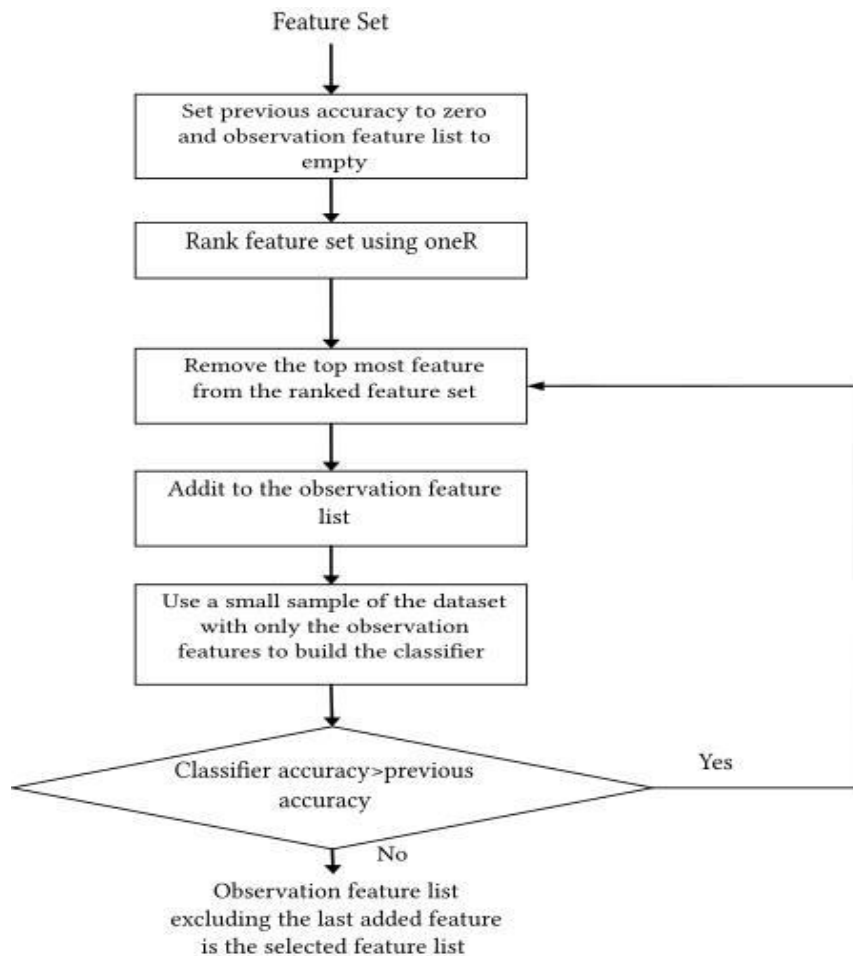 Feature Set
Set previous accuracy to zero
and observation feature list to
empty
Rank feature set using oneR
Remove the top most feature
from the ranked feature set
Addit to the observation feature
list
Use a small sample of the dataset
with only the observation
features to build the classifier
Classifier accuracy>previous
accuracy
Yes
No
Observation feature list
excluding the last added feature
is the selected feature list